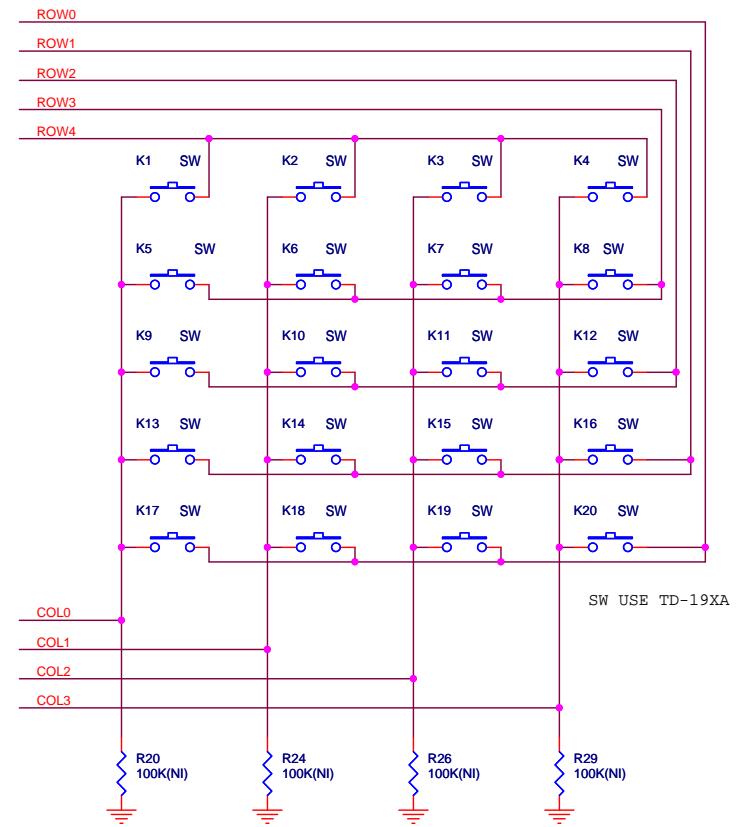 ROW0
ROW1
ROW2
ROW3
ROW4
K1 SW K2 SW K3 SW K4 SW
K5 SW K6 SW K7 SW K8 SW
K9 SW K10 SW K11 SW K12 SW
K13 SW K14 SW K15 SW K16 SW
K17 SW K18 SW K19 SW K20 SW
SW USE TD-19XA
COL0
COL1
COL2
COL3
R20 R24 R26 R29
100K(NI) 100K(NI) 100K(NI) 100K(NI)